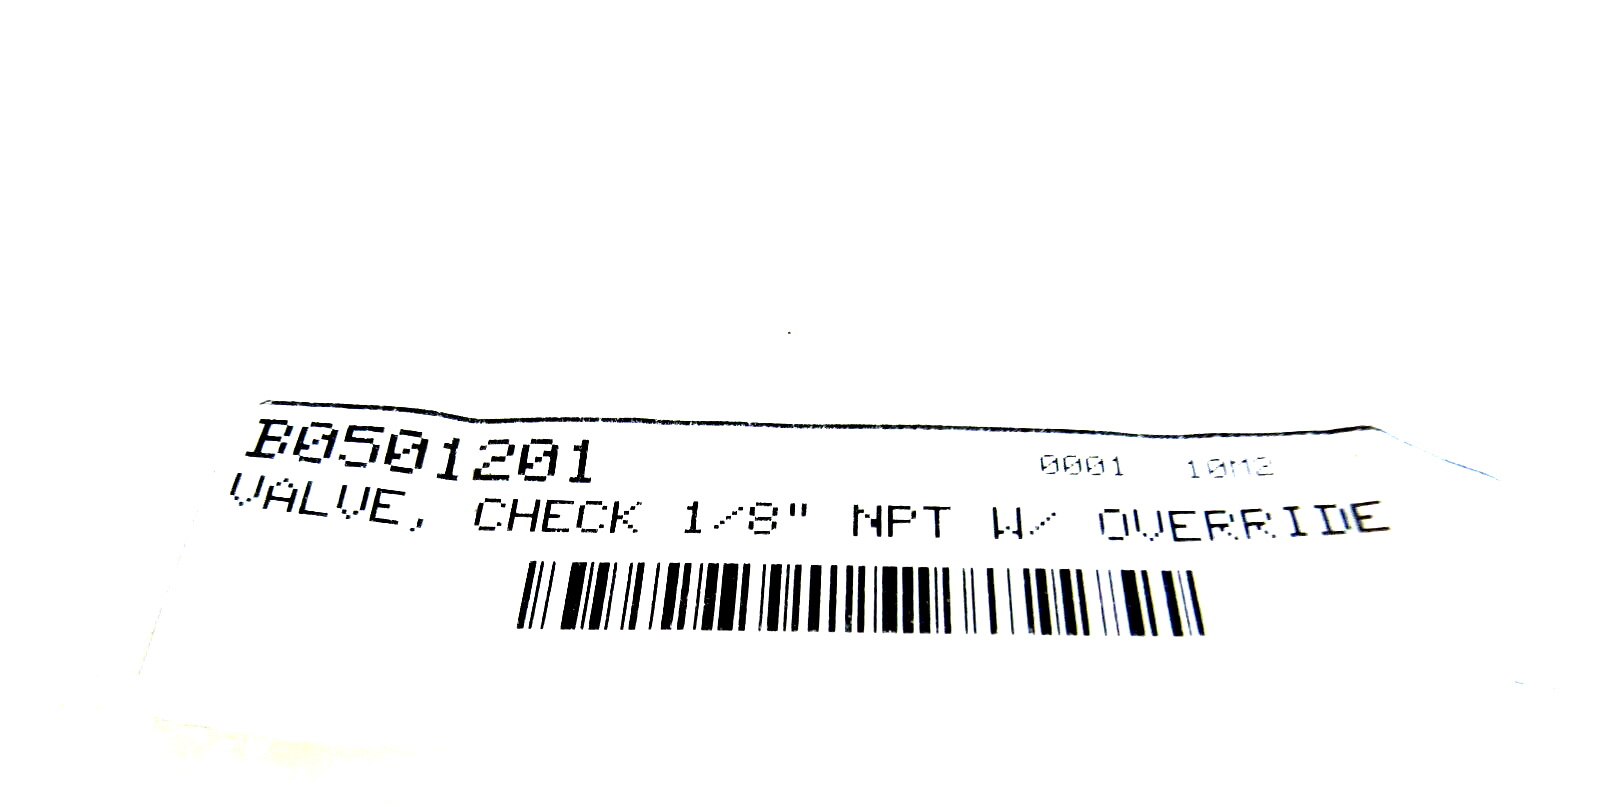 B0501201 0001 10M2
VALVE, CHECK 1/8" NPT W/ OVERRIDE